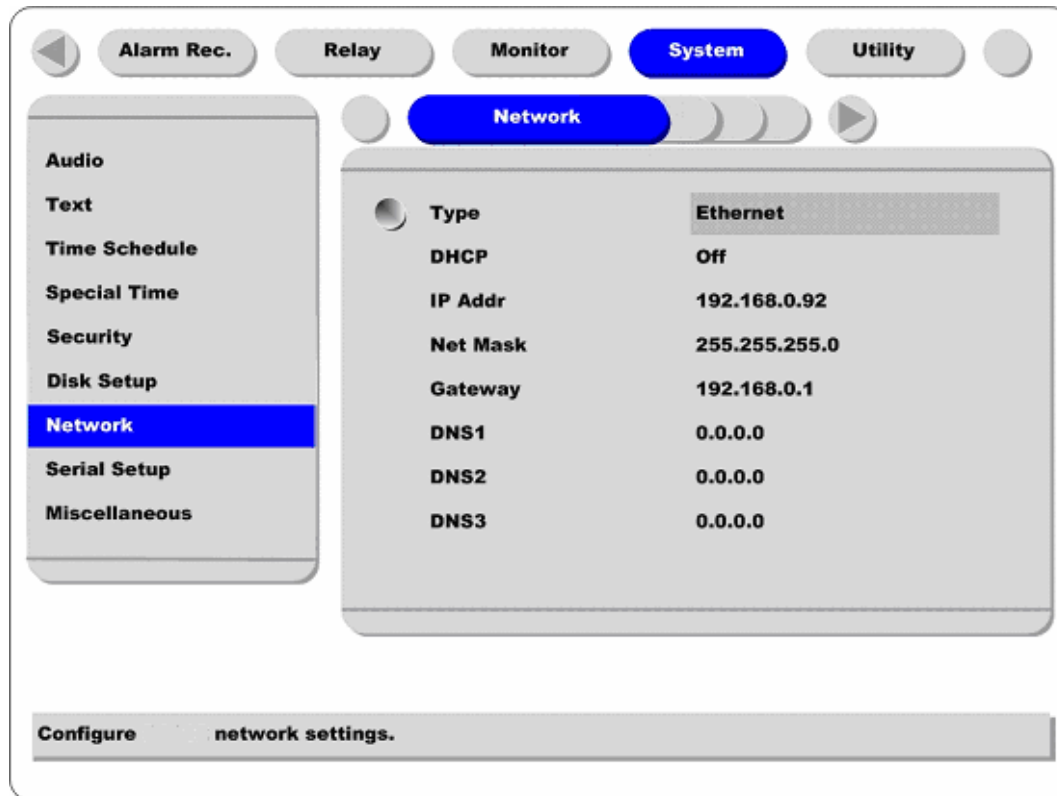 Alarm Rec. Relay Monitor System Utility
Network
Audio
Text
Time Schedule
Special Time
Security
Disk Setup
Network
Serial Setup
Miscellaneous
Type Ethernet
DHCP Off
IP Addr 192.168.0.92
Net Mask 255.255.255.0
Gateway 192.168.0.1
DNS1 0.0.0.0
DNS2 0.0.0.0
DNS3 0.0.0.0
Configure network settings.